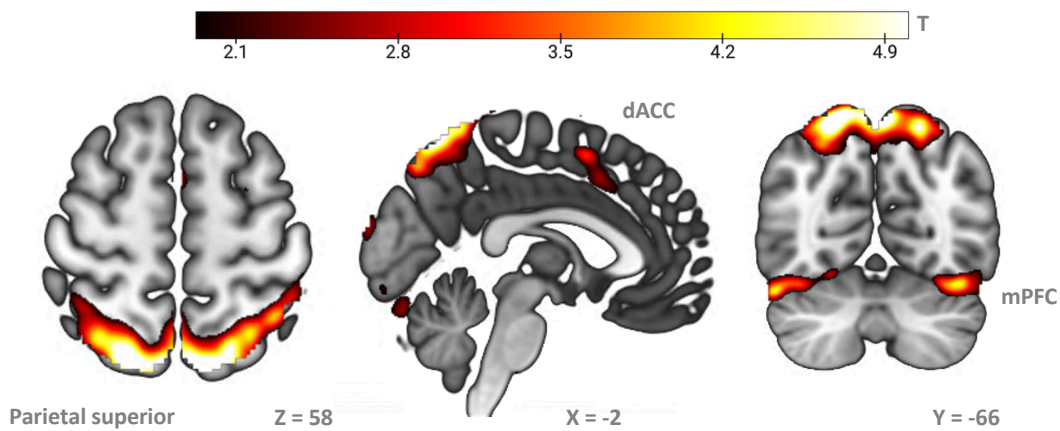 T
2.1 2.8 3.5 4.2 4.9
dACC
mPFC
Parietal superior Z = 58 X = -2 Y = -66